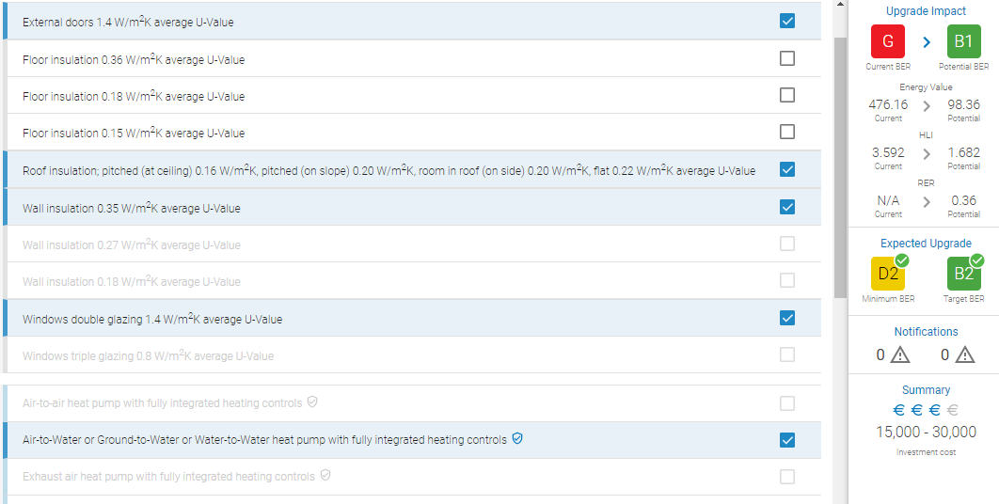 External doors 1.4 W/m²K average U-Value
Floor insulation 0.36 W/m²K average U-Value
Floor insulation 0.18 W/m²K average U-Value
Floor insulation 0.15 W/m²K average U-Value
Roof insulation; pitched (at ceiling) 0.16 W/m²K, pitched (on slope) 0.20 W/m²K, room in roof (on side) 0.20 W/m²K, flat 0.22 W/m²K average U-Value
Wall insulation 0.35 W/m²K average U-Value
Wall insulation 0.27 W/m²K average U-Value
Wall insulation 0.18 W/m²K average U-Value
Windows double glazing 1.4 W/m²K average U-Value
Windows triple glazing 0.8 W/m²K average U-Value
Air-to-air heat pump with fully integrated heating controls
Air-to-Water or Ground-to-Water or Water-to-Water heat pump with fully integrated heating controls
Exhaust air heat pump with fully integrated heating controls
Upgrade Impact
G > B1
Current BER Potential BER
Energy Value
476.16 > 98.36
Current Potential
HLI
3.592 > 1.682
Current Potential
RER
N/A > 0.36
Current Potential
Expected Upgrade
D2 B2
Minimum BER Target BER
Notifications
0 0
Summary
€ € € €
15,000 - 30,000
Investment cost